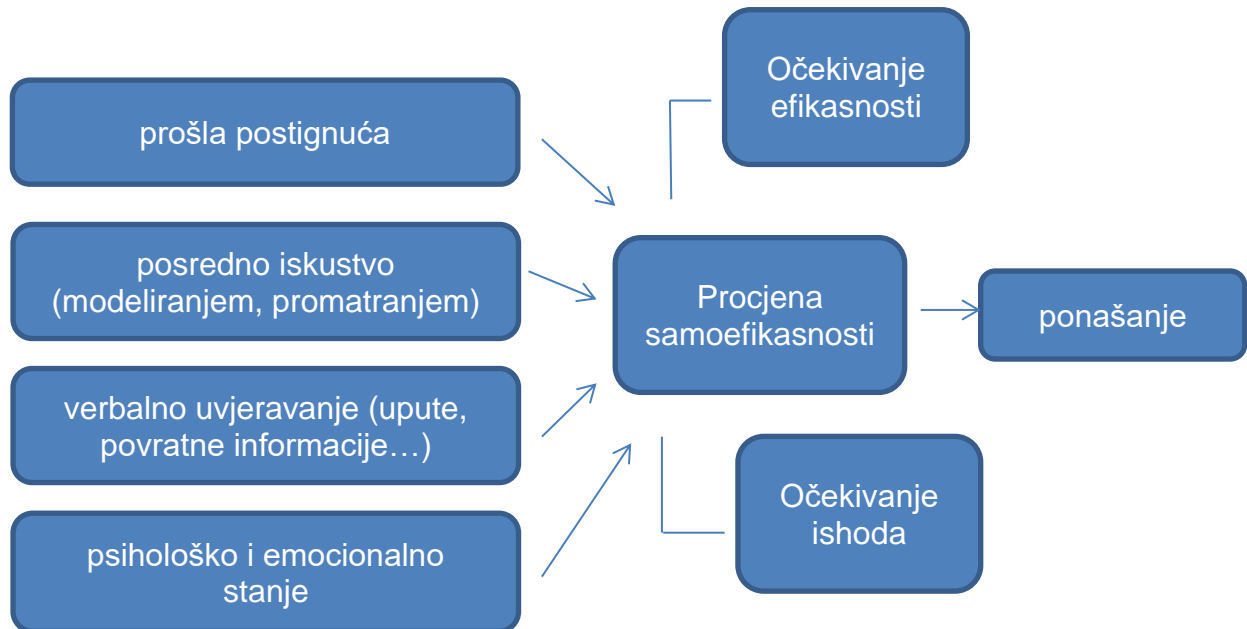 prošla postignuća
posredno iskustvo
(modeliranjem, promatranjem)
verbalno uvjeravanje (upute,
povratne informacije…)
psihološko i emocionalno
stanje
Očekivanje
efikasnosti
Procjena
samoefikasnosti
Očekivanje
ishoda
ponašanje